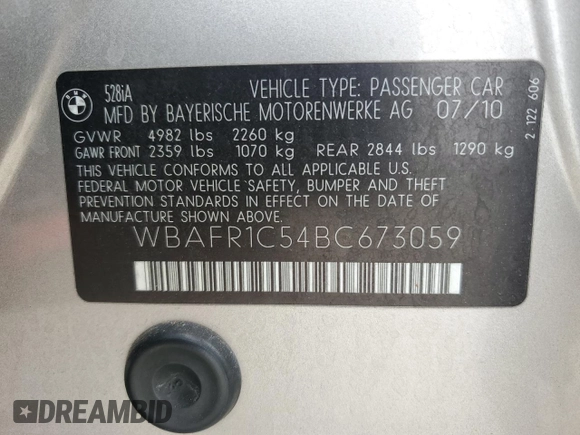 BMW
528iA
VEHICLE TYPE: PASSENGER CAR
MFD BY BAYERISCHE MOTORENWERKE AG 07/10
GVWR 4982 lbs 2260 kg
GAWR FRONT 2359 lbs 1070 kg REAR 2844 lbs 1290 kg
THIS VEHICLE CONFORMS TO ALL APPLICABLE U.S.
FEDERAL MOTOR VEHICLE SAFETY, BUMPER AND THEFT
PREVENTION STANDARDS IN EFFECT ON THE DATE OF
MANUFACTURE SHOWN ABOVE.
WBAFR1C54BC673059
2 122 606
DREAMBID